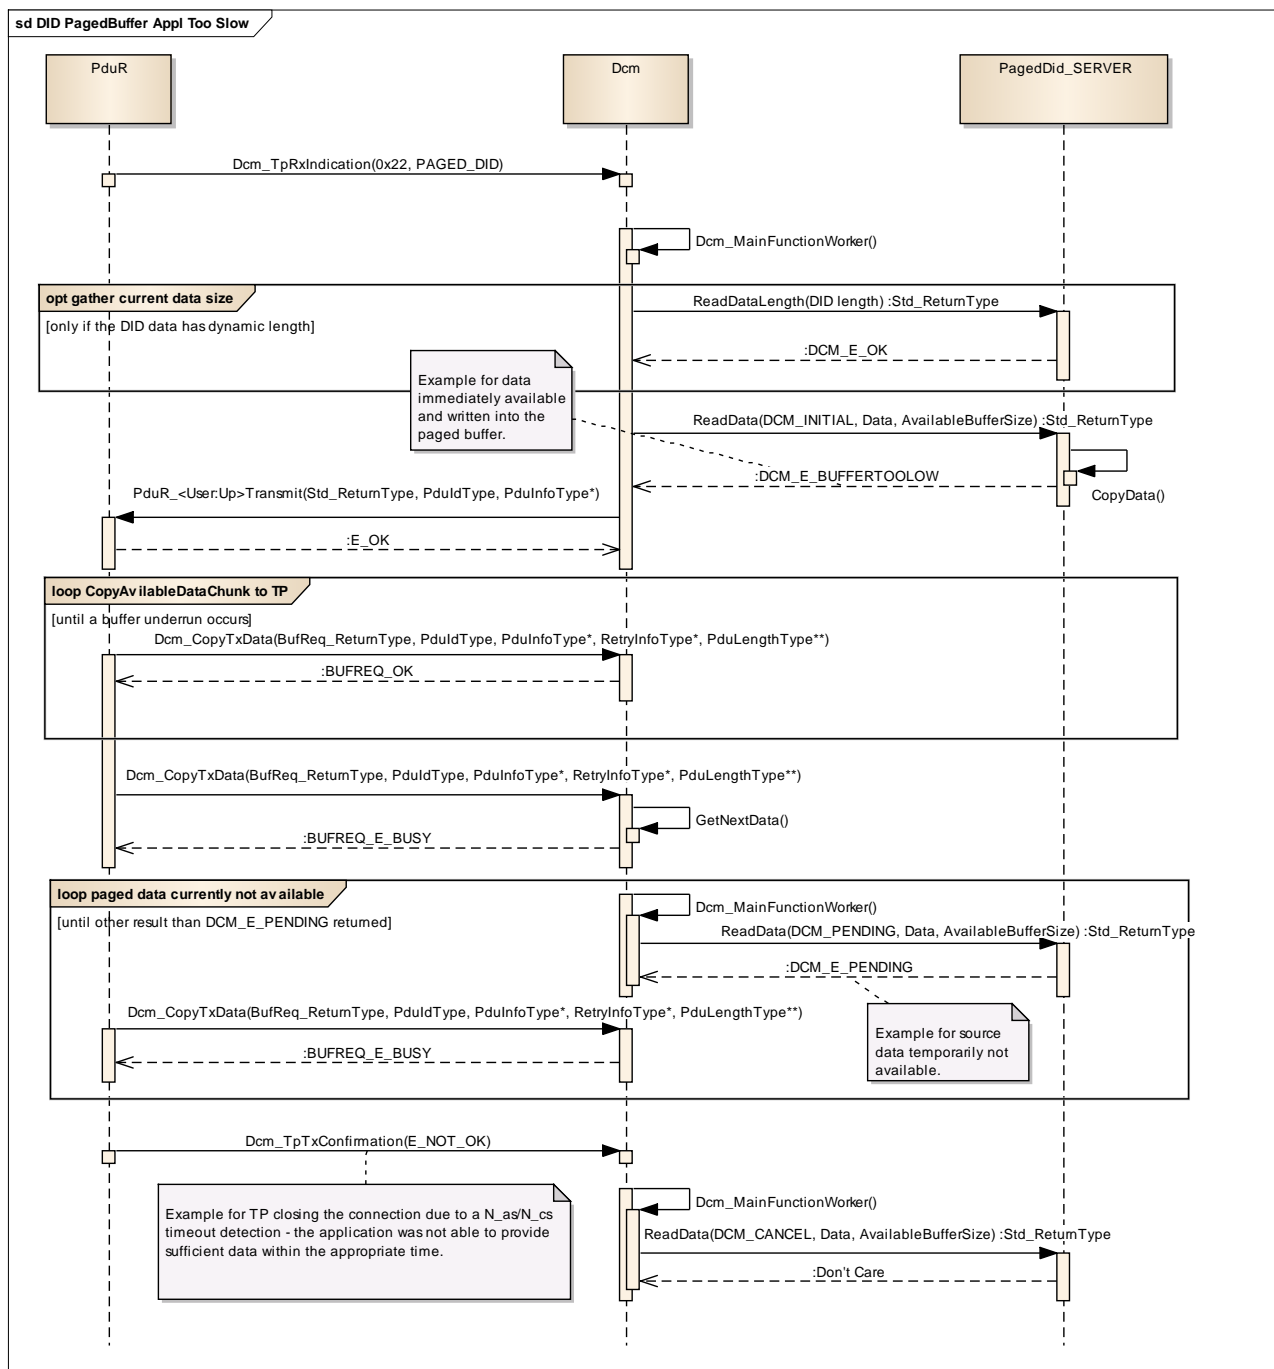 sd DID PagedBuffer Appl Too Slow
PduR
Dcm
PagedDid_SERVER
Dcm_TpRxIndication(0x22, PAGED_DID)
Dcm_MainFunctionWorker()
opt gather current data size
[only if the DID data has dynamic length]
ReadDataLength(DID length) :Std_ReturnType
:DCM_E_OK
Example for data
immediately available
and written into the
paged buffer.
ReadData(DCM_INITIAL, Data, AvailableBufferSize) :Std_ReturnType
:DCM_E_BUFFERTOOLOW
CopyData()
PduR_<User:Up>Transmit(Std_ReturnType, PduIdType, PduInfoType*)
:E_OK
loop CopyAvilableDataChunk to TP
[until a buffer underrun occurs]
Dcm_CopyTxData(BufReq_ReturnType, PduIdType, PduInfoType*, RetryInfoType*, PduLengthType**)
:BUFREQ_OK
Dcm_CopyTxData(BufReq_ReturnType, PduIdType, PduInfoType*, RetryInfoType*, PduLengthType**)
GetNextData()
:BUFREQ_E_BUSY
loop paged data currently not available
[until other result than DCM_E_PENDING returned]
Dcm_MainFunctionWorker()
ReadData(DCM_PENDING, Data, AvailableBufferSize) :Std_ReturnType
:DCM_E_PENDING
Dcm_CopyTxData(BufReq_ReturnType, PduIdType, PduInfoType*, RetryInfoType*, PduLengthType**)
:BUFREQ_E_BUSY
Example for source
data temporarily not
available.
Dcm_TpTxConfirmation(E_NOT_OK)
Example for TP closing the connection due to a N_as/N_cs
timeout detection - the application was not able to provide
sufficient data within the appropriate time.
Dcm_MainFunctionWorker()
ReadData(DCM_CANCEL, Data, AvailableBufferSize) :Std_ReturnType
:Don't Care